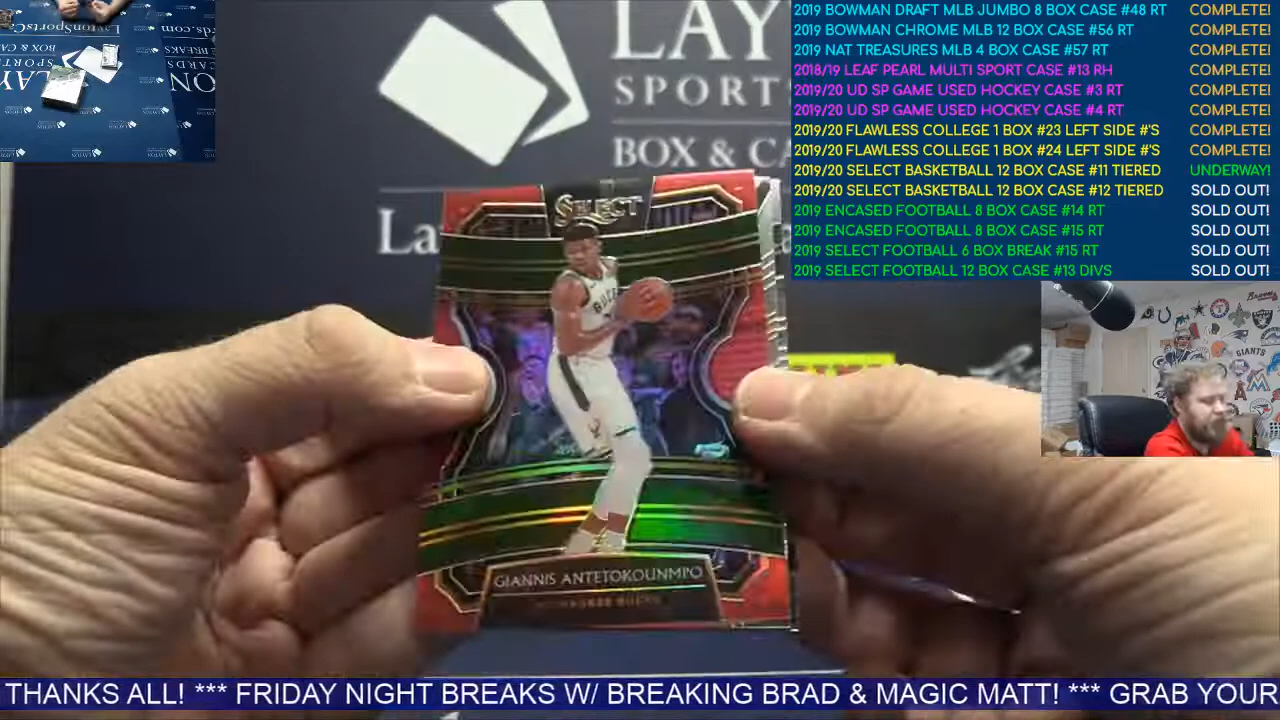 LAY
SPORTS
BOX & CA
La
2019 BOWMAN DRAFT MLB JUMBO 8 BOX CASE #48 RT COMPLETE!
2019 BOWMAN CHROME MLB 12 BOX CASE #56 RT COMPLETE!
2019 NAT TREASURES MLB 4 BOX CASE #57 RT COMPLETE!
2018/19 LEAF PEARL MULTI SPORT CASE #13 RH COMPLETE!
2019/20 UD SP GAME USED HOCKEY CASE #3 RT COMPLETE!
2019/20 UD SP GAME USED HOCKEY CASE #4 RT COMPLETE!
2019/20 FLAWLESS COLLEGE 1 BOX #23 LEFT SIDE #'S COMPLETE!
2019/20 FLAWLESS COLLEGE 1 BOX #24 LEFT SIDE #'S COMPLETE!
2019/20 SELECT BASKETBALL 12 BOX CASE #11 TIERED UNDERWAY!
2019/20 SELECT BASKETBALL 12 BOX CASE #12 TIERED SOLD OUT!
2019 ENCASED FOOTBALL 8 BOX CASE #14 RT SOLD OUT!
2019 ENCASED FOOTBALL 8 BOX CASE #15 RT SOLD OUT!
2019 SELECT FOOTBALL 6 BOX BREAK #15 RT SOLD OUT!
2019 SELECT FOOTBALL 12 BOX CASE #13 DIVS SOLD OUT!
SELECT
BUCKS
GIANNIS ANTETOKOUNMPO
MILWAUKEE BUCKS
GIANTS
THANKS ALL! *** FRIDAY NIGHT BREAKS W/ BREAKING BRAD & MAGIC MATT! *** GRAB YOUR